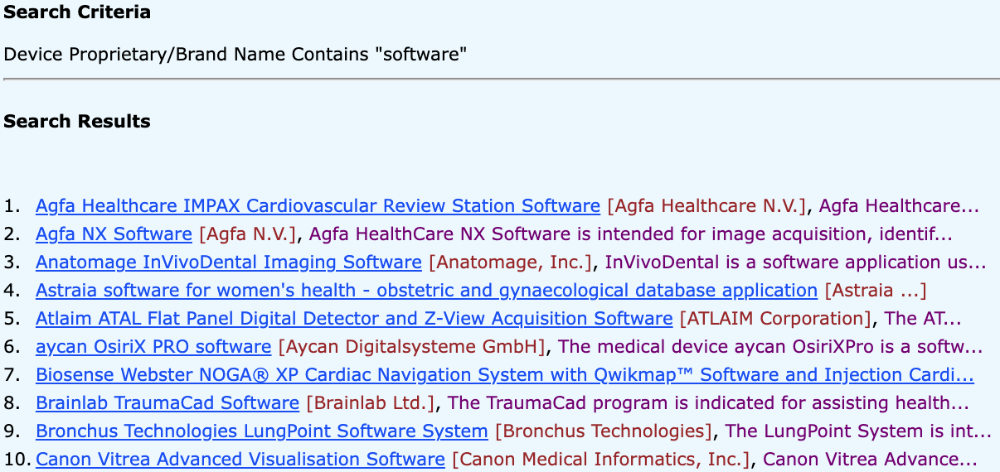 Search Criteria
Device Proprietary/Brand Name Contains "software"
Search Results
1. Agfa Healthcare IMPAX Cardiovascular Review Station Software [Agfa Healthcare N.V.], Agfa Healthcare...
2. Agfa NX Software [Agfa N.V.], Agfa HealthCare NX Software is intended for image acquisition, identif...
3. Anatomage InVivoDental Imaging Software [Anatomage, Inc.], InVivoDental is a software application us...
4. Astraia software for women's health - obstetric and gynaecological database application [Astraia ...]
5. Atlaim ATAL Flat Panel Digital Detector and Z-View Acquisition Software [ATLAIM Corporation], The AT...
6. aycan OsiriX PRO software [Aycan Digitalsysteme GmbH], The medical device aycan OsiriXPro is a softw...
7. Biosense Webster NOGA® XP Cardiac Navigation System with Qwikmap™ Software and Injection Cardi...
8. Brainlab TraumaCad Software [Brainlab Ltd.], The TraumaCad program is indicated for assisting health...
9. Bronchus Technologies LungPoint Software System [Bronchus Technologies], The LungPoint System is int...
10. Canon Vitrea Advanced Visualisation Software [Canon Medical Informatics, Inc.], Canon Vitrea Advance...